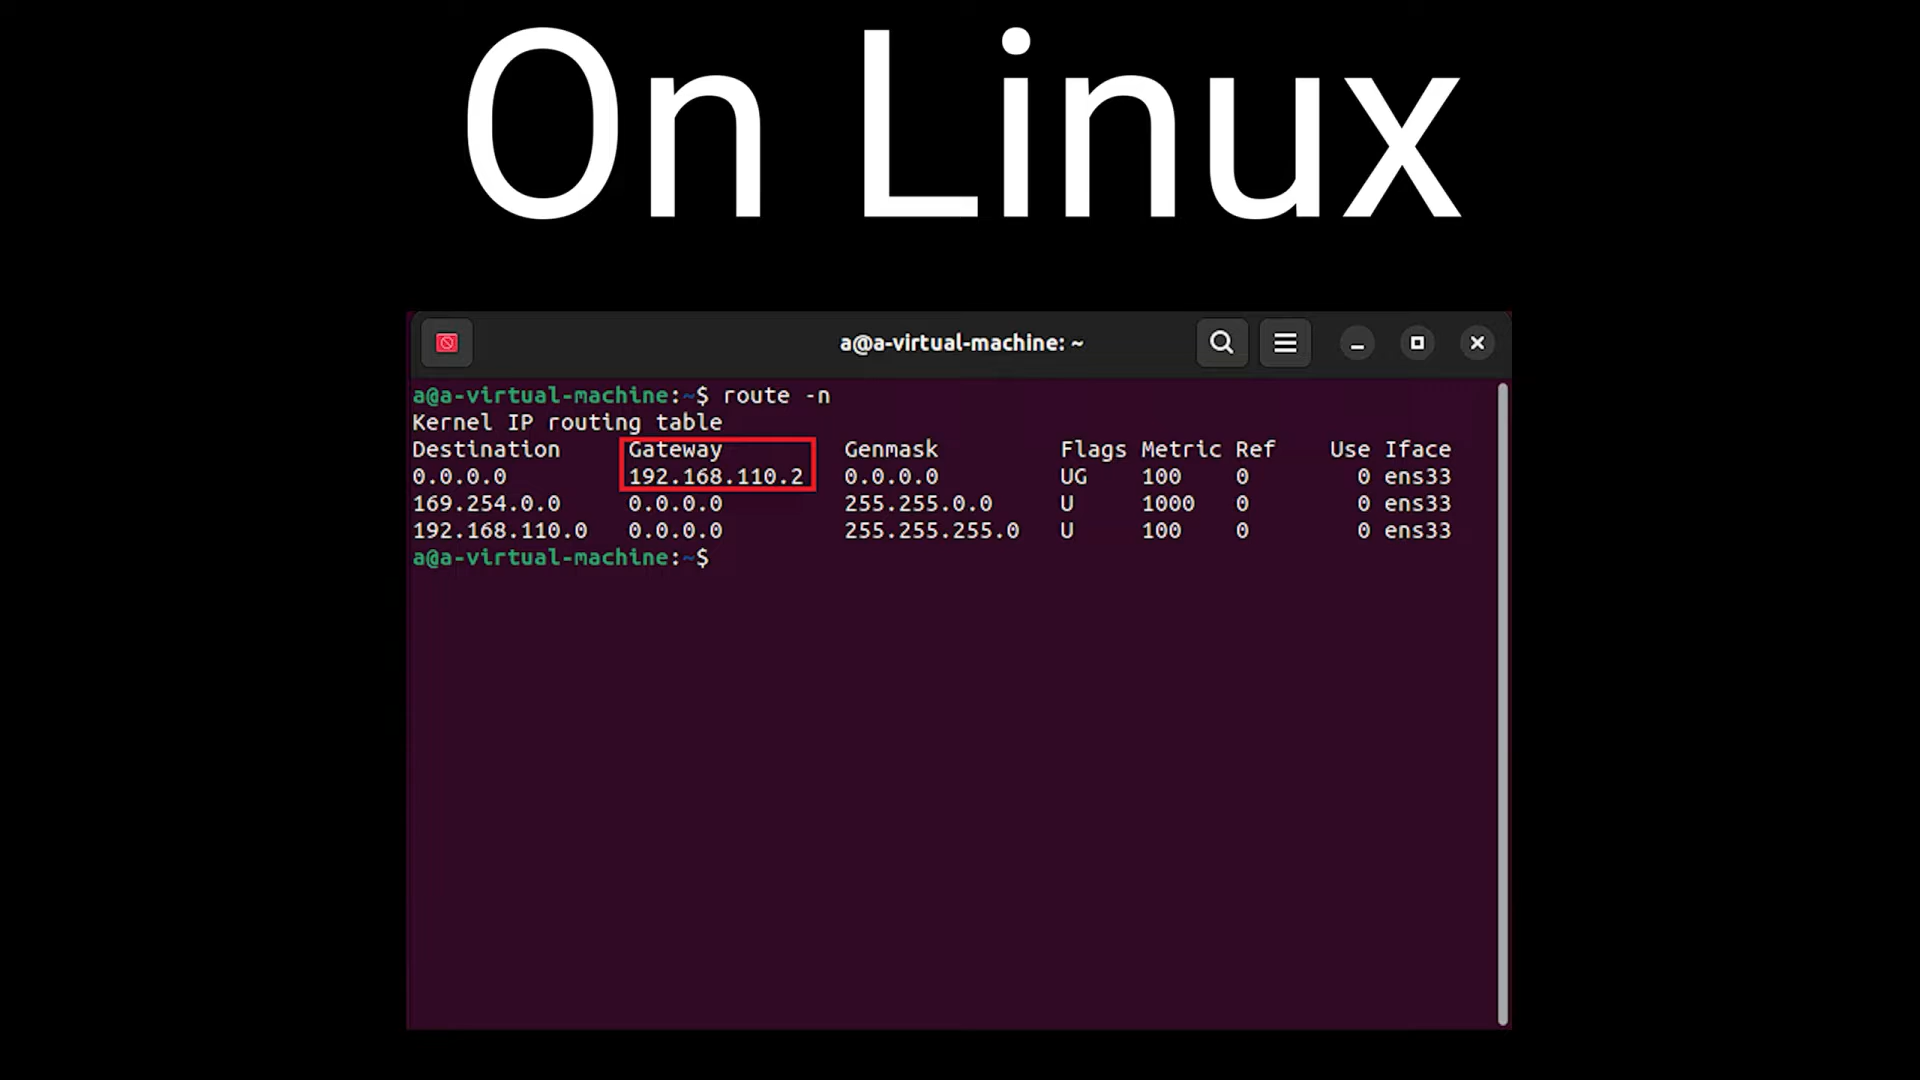 On Linux
a@a-virtual-machine: ~
a@a-virtual-machine:~$ route -n
Kernel IP routing table
Destination Gateway Genmask Flags Metric Ref Use Iface
0.0.0.0 192.168.110.2 0.0.0.0 UG 100 0 0 ens33
169.254.0.0 0.0.0.0 255.255.0.0 U 1000 0 0 ens33
192.168.110.0 0.0.0.0 255.255.255.0 U 100 0 0 ens33
a@a-virtual-machine:~$